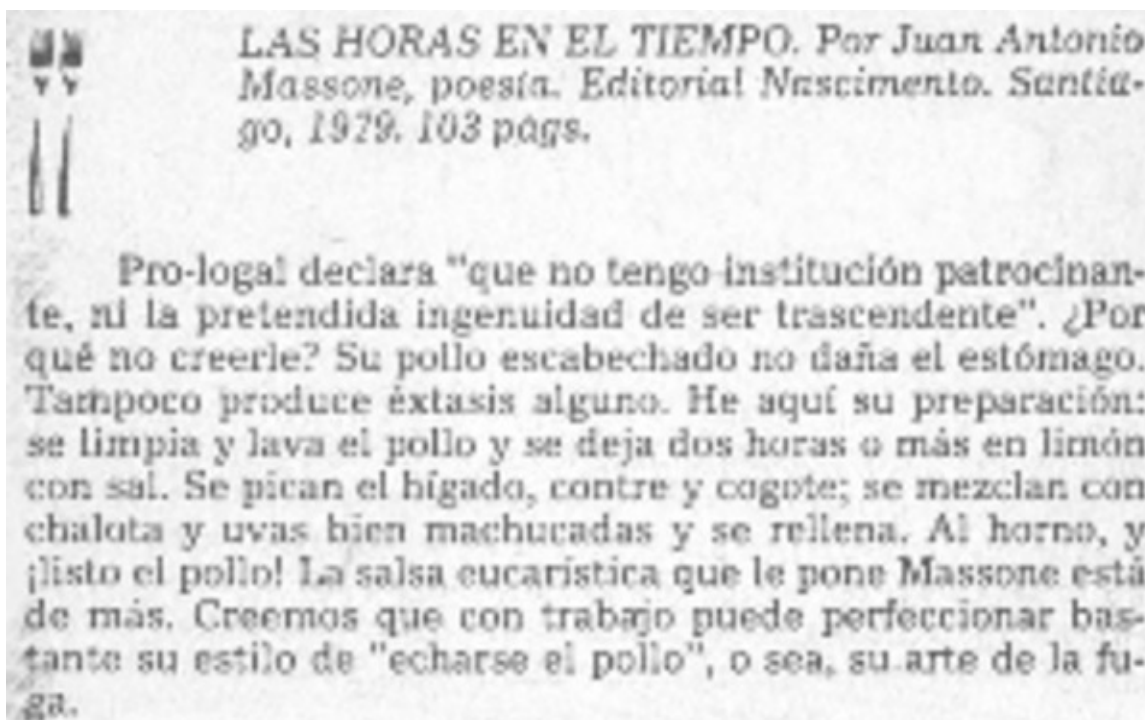 LAS HORAS EN EL TIEMPO. Por Juan Antonio
Massone, poesía. Editorial Nascimento. Santia-
go, 1979. 103 págs.
Pro-logal declara "que no tengo institución patrocinan-
te, ni la pretendida ingenuidad de ser trascendente". ¿Por
qué no creerle? Su pollo escabechado no daña el estómago.
Tampoco produce éxtasis alguno. He aquí su preparación:
se limpia y lava el pollo y se deja dos horas o más en limón
con sal. Se pican el hígado, contre y cogote; se mezclan con
chalota y uvas bien machucadas y se rellena. Al horno, y
¡listo el pollo! La salsa eucarística que le pone Massone está
de más. Creemos que con trabajo puede perfeccionar bas-
tante su estilo de "echarse el pollo", o sea, su arte de la fu-
ga.